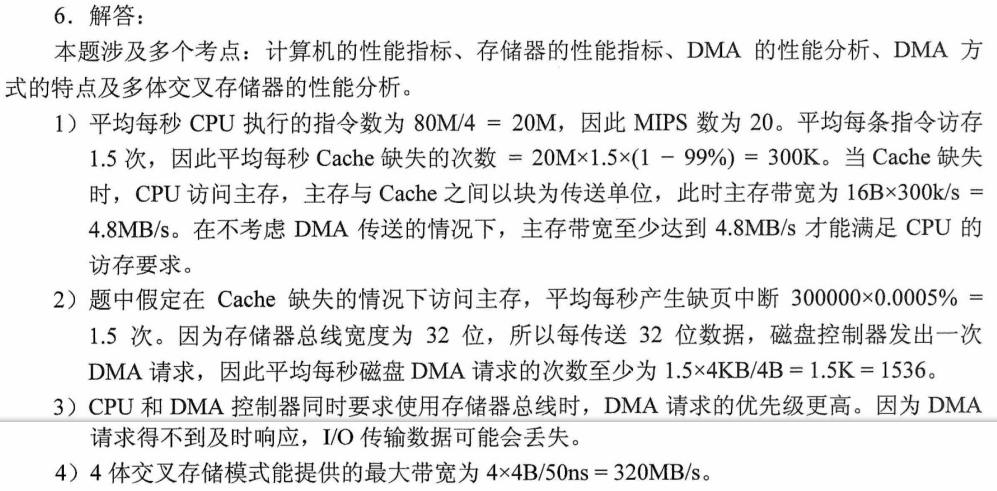 6．解答：
本题涉及多个考点：计算机的性能指标、存储器的性能指标、DMA 的性能分析、DMA 方
式的特点及多体交叉存储器的性能分析。
1）平均每秒 CPU 执行的指令数为 80M/4 = 20M，因此 MIPS 数为 20。平均每条指令访存
1.5 次，因此平均每秒 Cache 缺失的次数 = 20M×1.5×(1 − 99%) = 300K。当 Cache 缺失
时，CPU 访问主存，主存与 Cache 之间以块为传送单位，此时主存带宽为 16B×300k/s =
4.8MB/s。在不考虑 DMA 传送的情况下，主存带宽至少达到 4.8MB/s 才能满足 CPU 的
访存要求。
2）题中假定在 Cache 缺失的情况下访问主存，平均每秒产生缺页中断 300000×0.0005% =
1.5 次。因为存储器总线宽度为 32 位，所以每传送 32 位数据，磁盘控制器发出一次
DMA 请求，因此平均每秒磁盘 DMA 请求的次数至少为 1.5×4KB/4B = 1.5K = 1536。
3）CPU 和 DMA 控制器同时要求使用存储器总线时，DMA 请求的优先级更高。因为 DMA
请求得不到及时响应，I/O 传输数据可能会丢失。
4）4 体交叉存储模式能提供的最大带宽为 4×4B/50ns = 320MB/s。